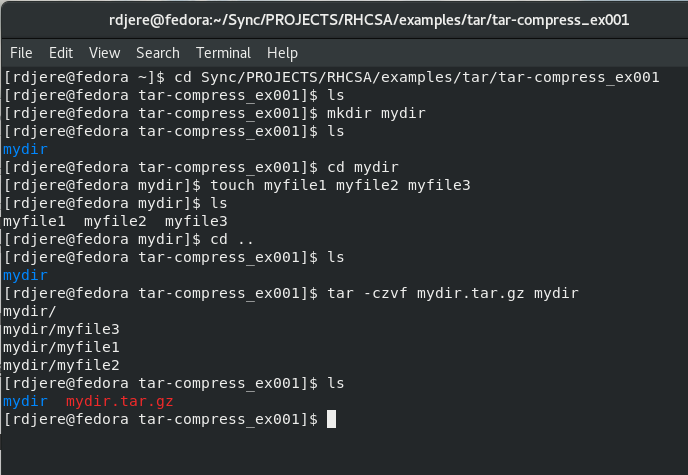 rdjere@fedora:~/Sync/PROJECTS/RHCSA/examples/tar/tar-compress_ex001
File Edit View Search Terminal Help
[rdjere@fedora ~]$ cd Sync/PROJECTS/RHCSA/examples/tar/tar-compress_ex001
[rdjere@fedora tar-compress_ex001]$ ls
[rdjere@fedora tar-compress_ex001]$ mkdir mydir
[rdjere@fedora tar-compress_ex001]$ ls
mydir
[rdjere@fedora tar-compress_ex001]$ cd mydir
[rdjere@fedora mydir]$ touch myfile1 myfile2 myfile3
[rdjere@fedora mydir]$ ls
myfile1  myfile2  myfile3
[rdjere@fedora mydir]$ cd ..
[rdjere@fedora tar-compress_ex001]$ ls
mydir
[rdjere@fedora tar-compress_ex001]$ tar -czvf mydir.tar.gz mydir
mydir/
mydir/myfile3
mydir/myfile1
mydir/myfile2
[rdjere@fedora tar-compress_ex001]$ ls
mydir  mydir.tar.gz
[rdjere@fedora tar-compress_ex001]$